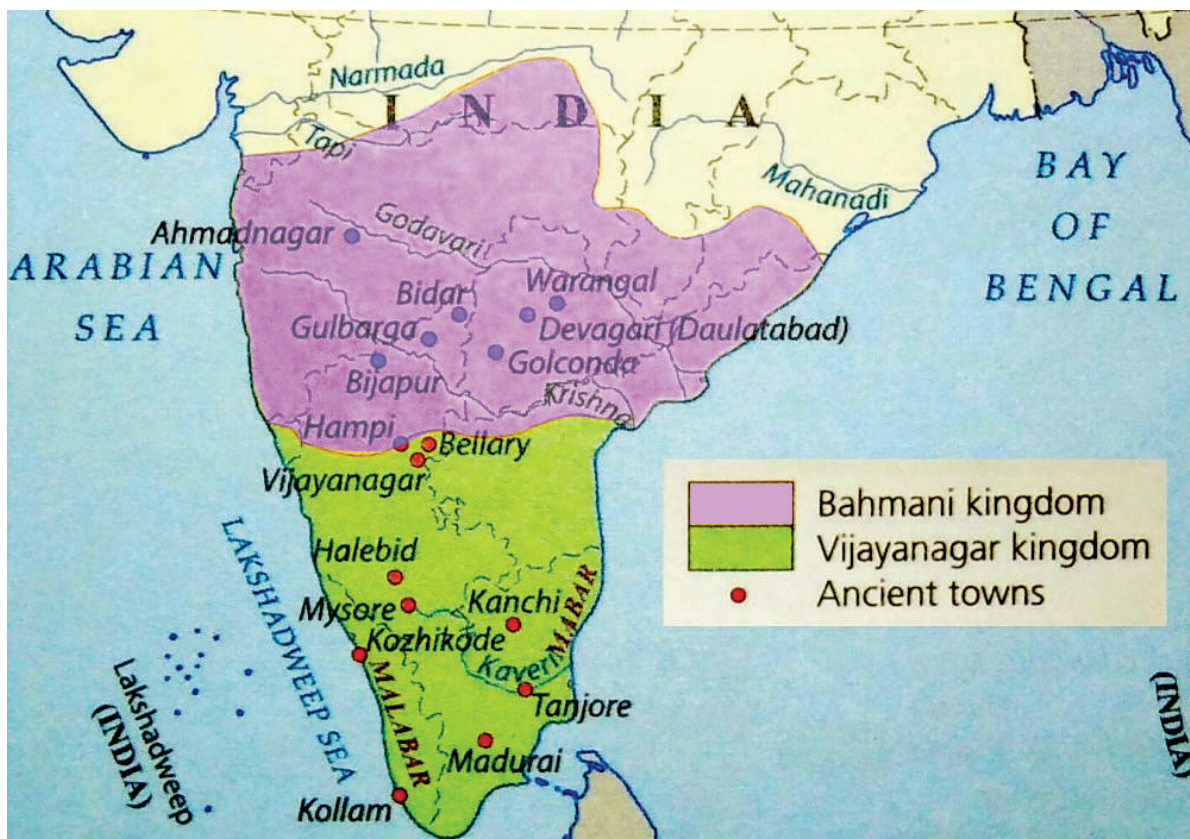 Narmada
INDIA
Tapi
Mahanadi
BAY
OF
BENGAL
Godavari
Ahmadnagar
ARABIAN
SEA
Warangal
Bidar
Devagari (Daulatabad)
Gulbarga
Golconda
Bijapur
Krishna
Hampi
Bellary
Vijayanagar
Bahmani kingdom
Vijayanagar kingdom
Ancient towns
Halebid
LAKSHADWEEP SEA
Mysore
Kanchi
MABAR
Kozhikode
Kaveri
MALABAR
Tanjore
Lakshadweep
(INDIA)
Madurai
Kollam
(INDIA)